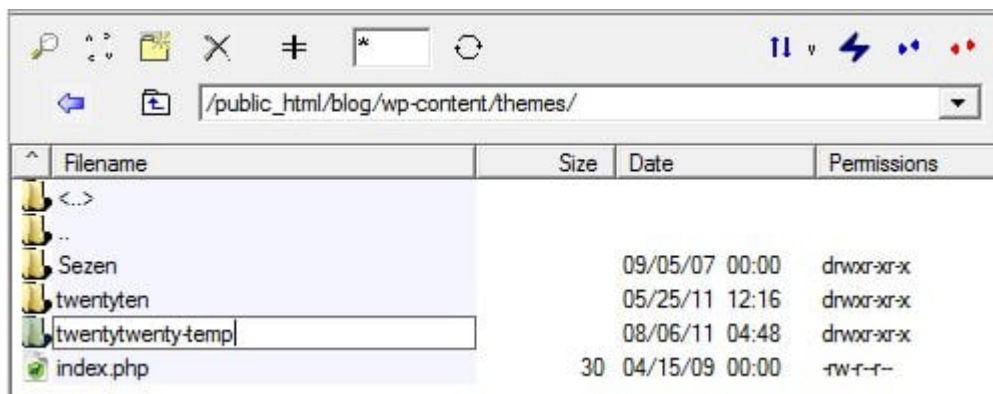 *
/public_html/blog/wp-content/themes/
^ Filename Size Date Permissions
<..>
..
Sezen 09/05/07 00:00 drwxr-xr-x
twentyten 05/25/11 12:16 drwxr-xr-x
twentytwenty-temp 08/06/11 04:48 drwxr-xr-x
index.php 30 04/15/09 00:00 -rw-r--r--